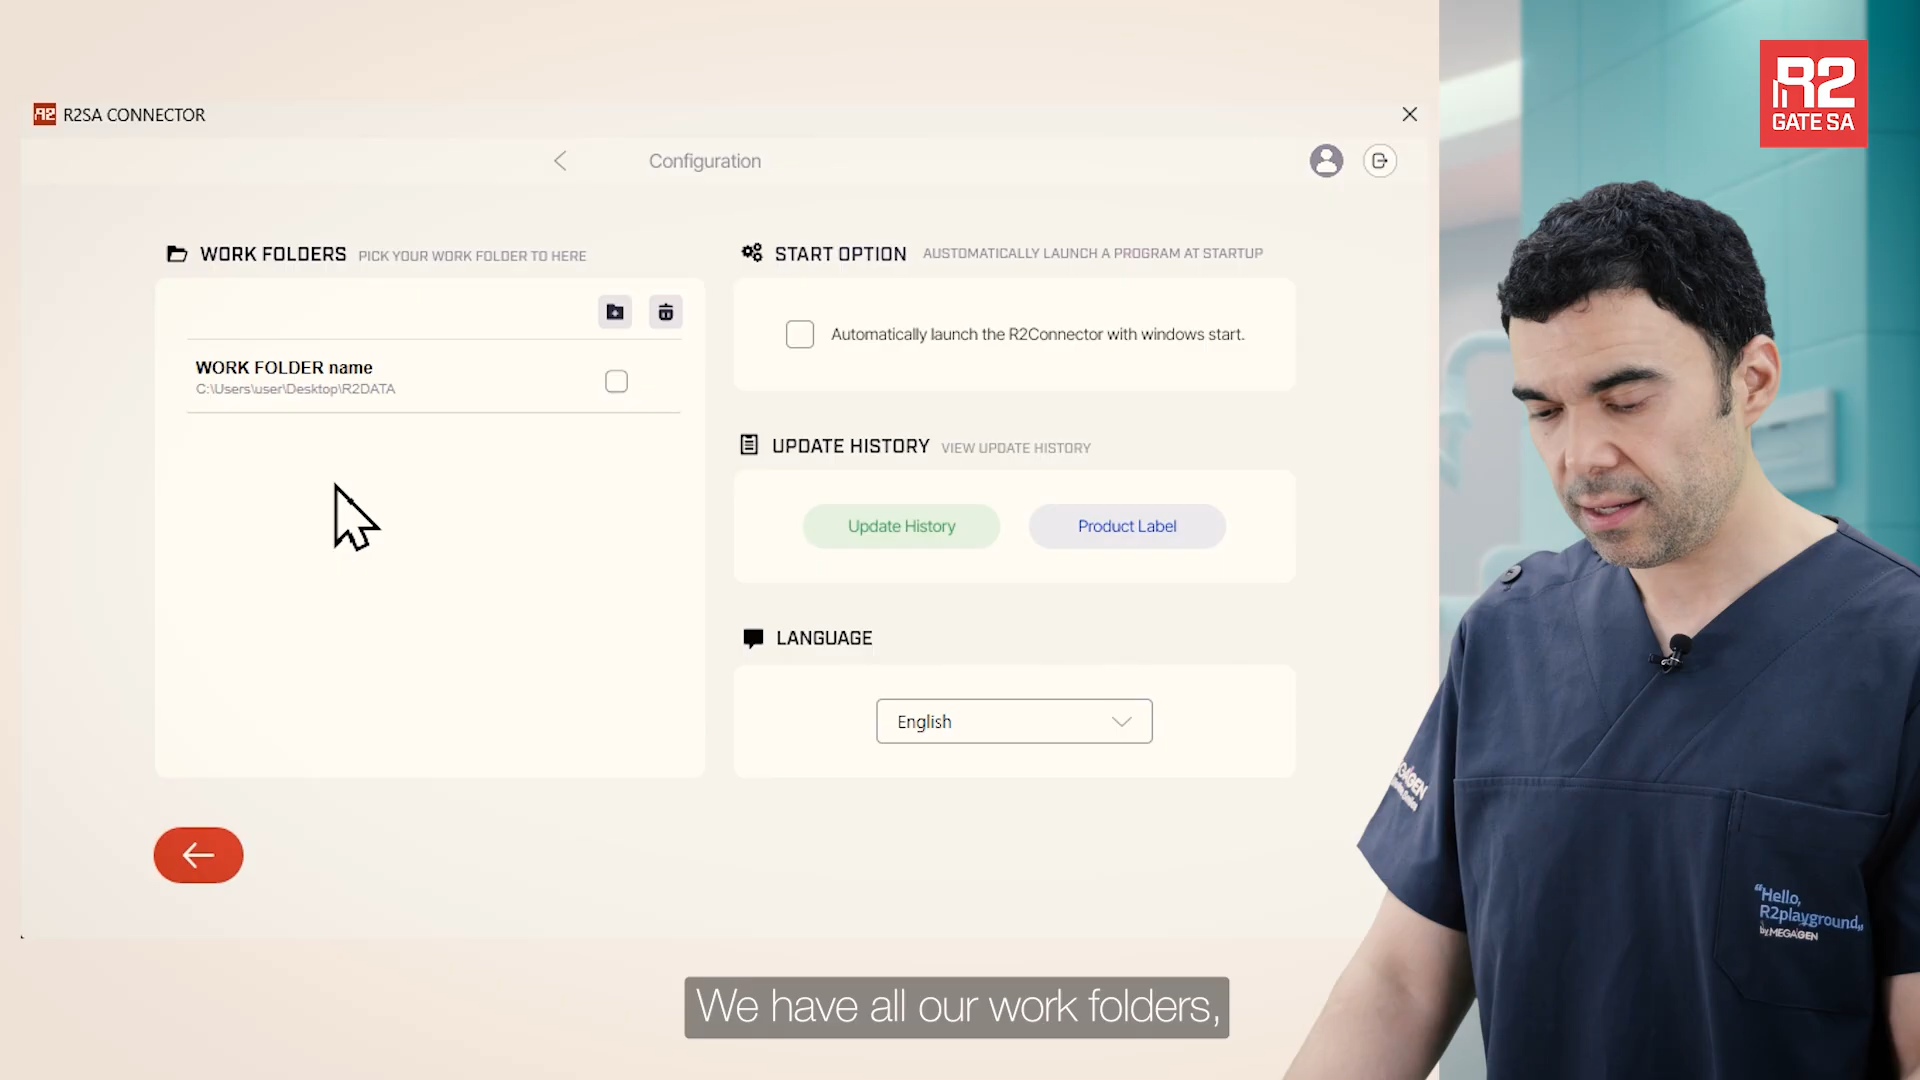 R2
GATE SA
R2 R2SA CONNECTOR
Configuration
WORK FOLDERS PICK YOUR WORK FOLDER TO HERE
WORK FOLDER name
C:\Users\user\Desktop\R2DATA
START OPTION AUSTOMATICALLY LAUNCH A PROGRAM AT STARTUP
Automatically launch the R2Connector with windows start.
UPDATE HISTORY VIEW UPDATE HISTORY
Update History Product Label
LANGUAGE
English
"Hello,
R2playground„
by MEGAGEN
We have all our work folders,